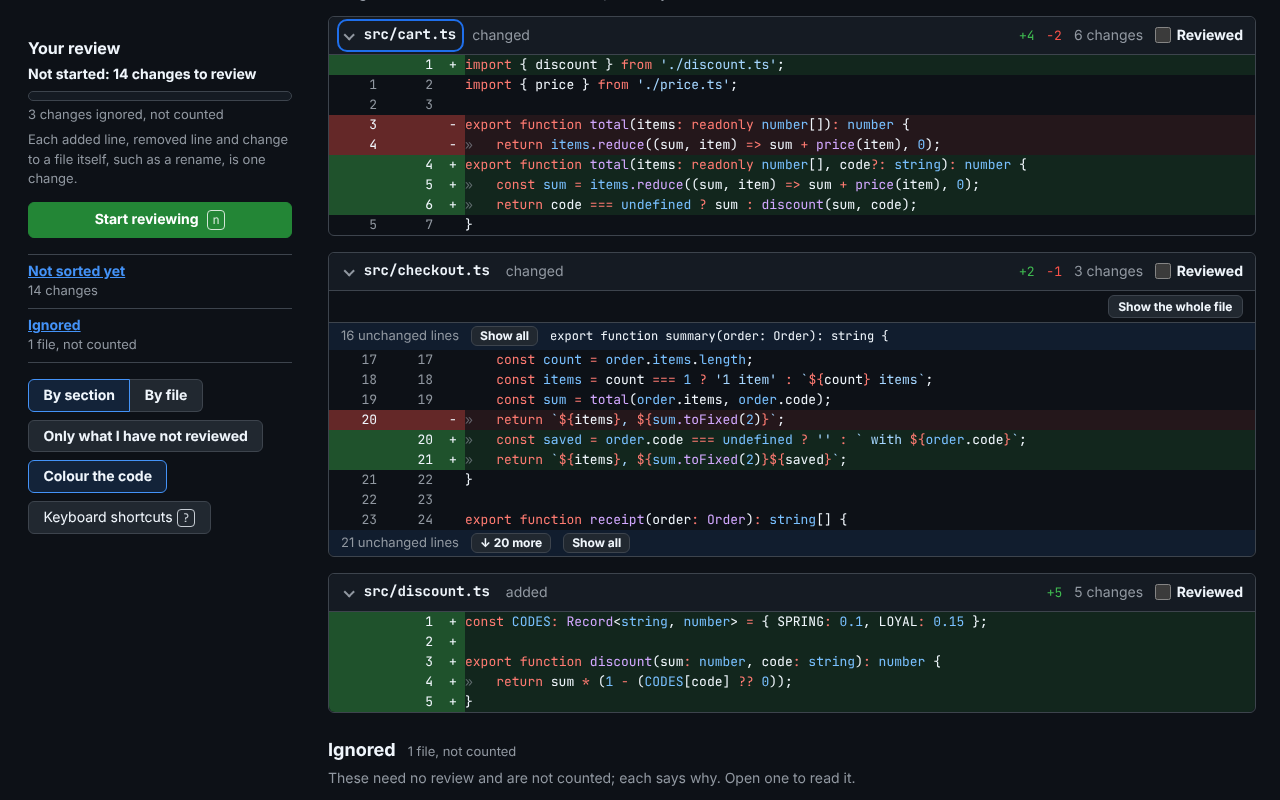 Your review
Not started: 14 changes to review
3 changes ignored, not counted
Each added line, removed line and change
to a file itself, such as a rename, is one
change.
Start reviewing n
Not sorted yet
14 changes
Ignored
1 file, not counted
By section By file
Only what I have not reviewed
Colour the code
Keyboard shortcuts ?
src/cart.ts changed +4 -2 6 changes Reviewed
1 + import { discount } from './discount.ts';
1 2 import { price } from './price.ts';
2 3
3 - export function total(items: readonly number[]): number {
4 - » return items.reduce((sum, item) => sum + price(item), 0);
4 + export function total(items: readonly number[], code?: string): number {
5 + » const sum = items.reduce((sum, item) => sum + price(item), 0);
6 + » return code === undefined ? sum : discount(sum, code);
5 7 }
src/checkout.ts changed +2 -1 3 changes Reviewed
Show the whole file
16 unchanged lines Show all export function summary(order: Order): string {
17 17 const count = order.items.length;
18 18 const items = count === 1 ? '1 item' : `${count} items`;
19 19 const sum = total(order.items, order.code);
20 - » return `${items}, ${sum.toFixed(2)}`;
20 + » const saved = order.code === undefined ? '' : ` with ${order.code}`;
21 + » return `${items}, ${sum.toFixed(2)}${saved}`;
21 22 }
22 23
23 24 export function receipt(order: Order): string[] {
21 unchanged lines ↓ 20 more Show all
src/discount.ts added +5 5 changes Reviewed
1 + const CODES: Record<string, number> = { SPRING: 0.1, LOYAL: 0.15 };
2 +
3 + export function discount(sum: number, code: string): number {
4 + » return sum * (1 - (CODES[code] ?? 0));
5 + }
Ignored 1 file, not counted
These need no review and are not counted; each says why. Open one to read it.